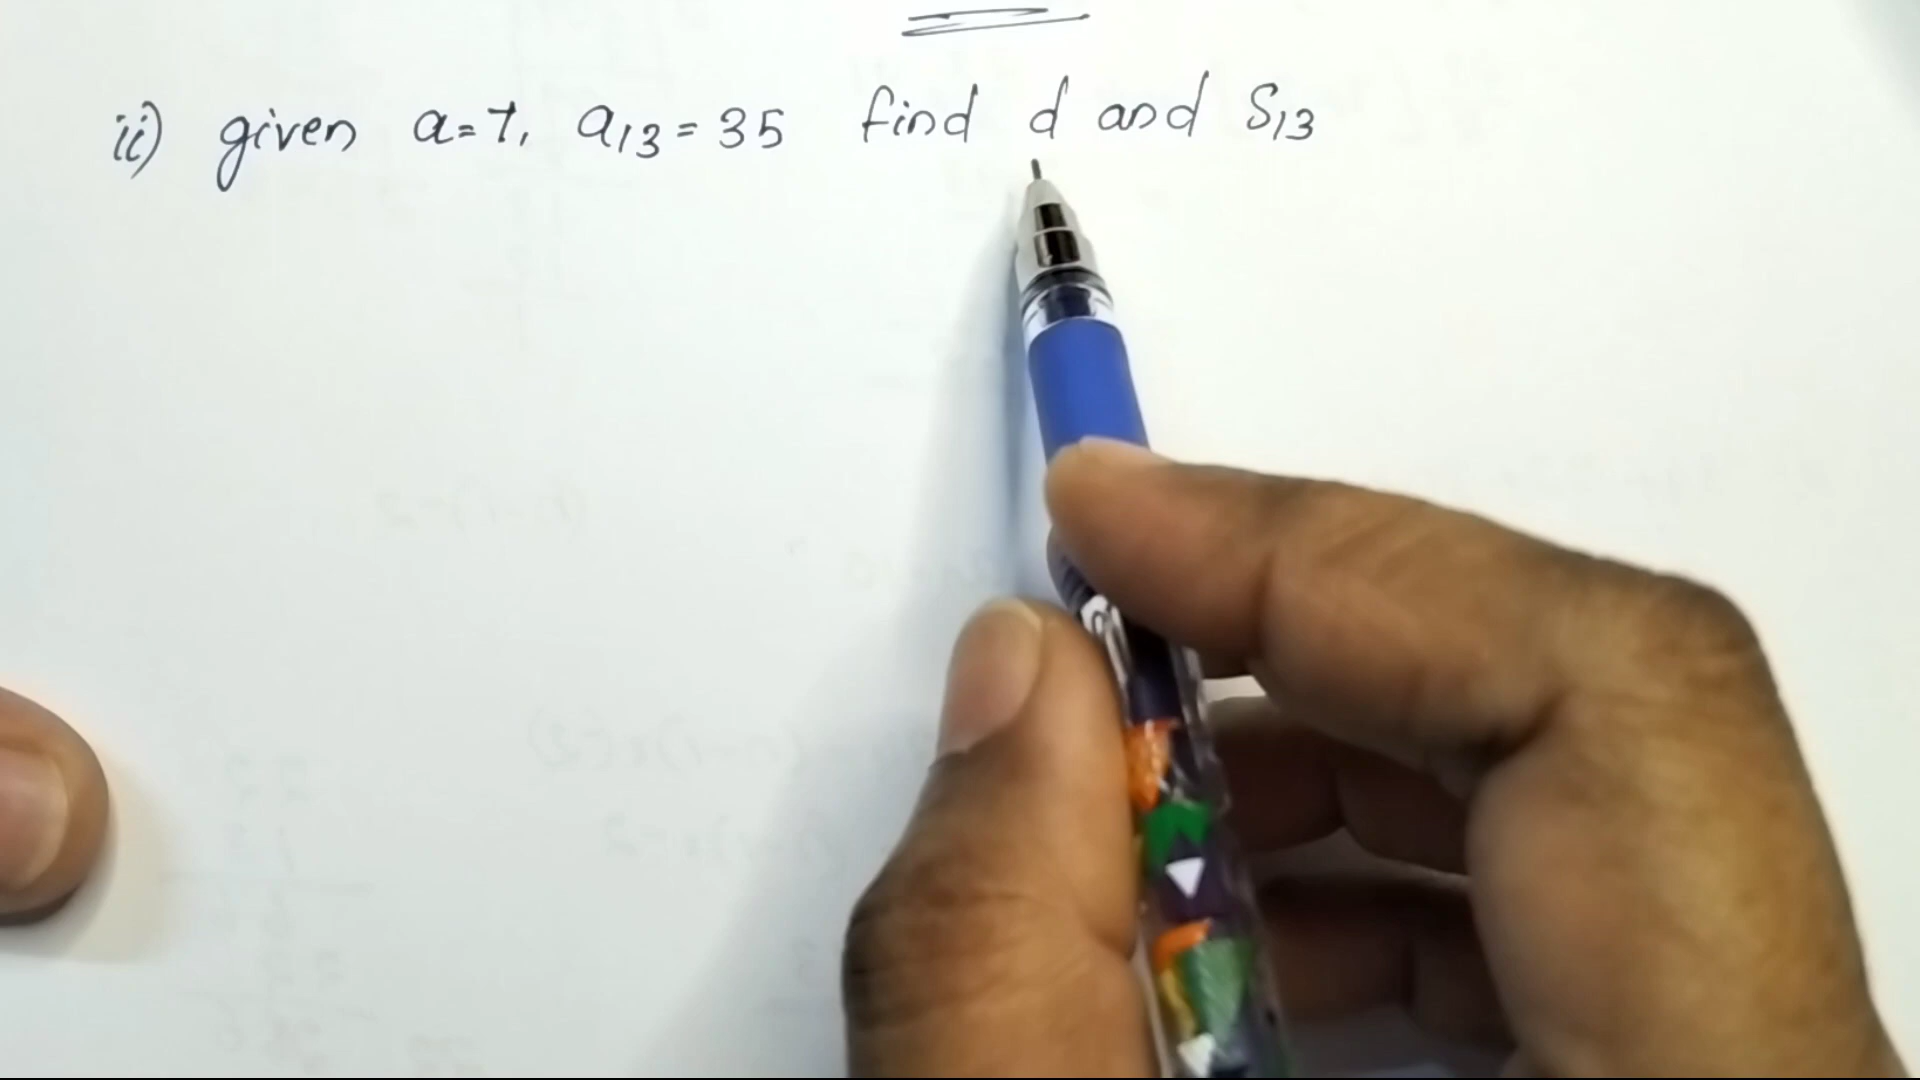 ii) given a=7, a13=35 find d and S13